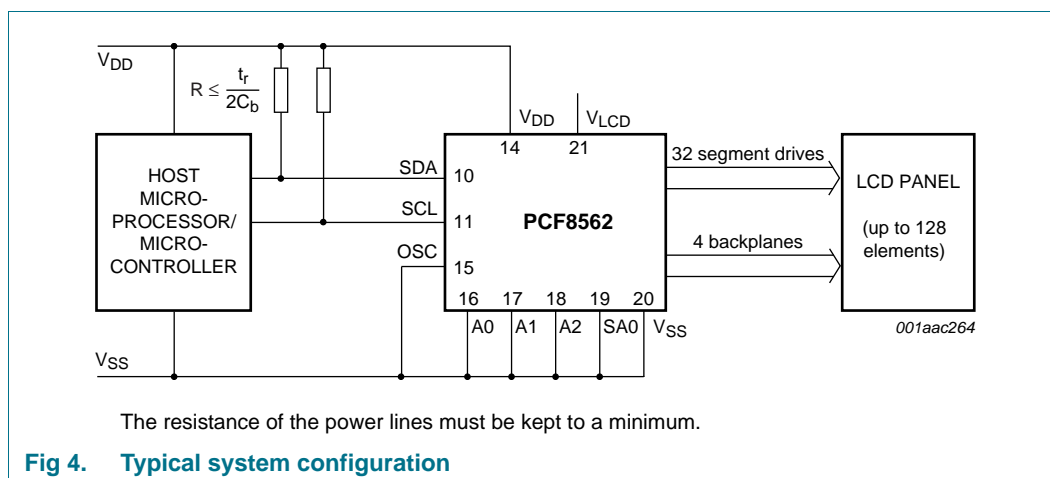 VDD
R ≤ tr
2Cb
HOST
MICRO-
PROCESSOR/
MICRO-
CONTROLLER
SDA
SCL
OSC
VDD
14
VLCD
21
10
11
15
PCF8562
16 17 18 19 20
A0 A1 A2 SA0 VSS
32 segment drives
4 backplanes
LCD PANEL
(up to 128
elements)
001aac264
VSS
The resistance of the power lines must be kept to a minimum.
Fig 4. Typical system configuration